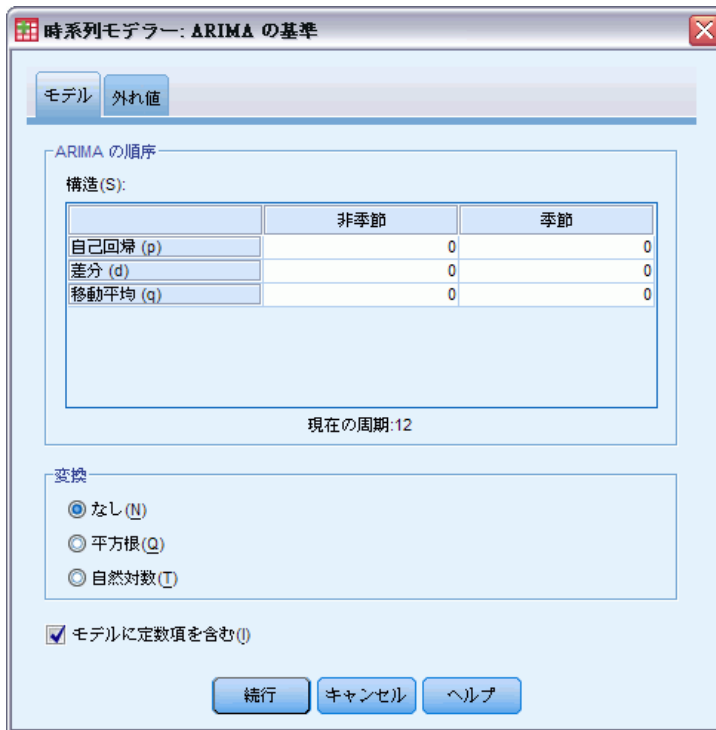 時系列モデラー: ARIMA の基準
モデル 外れ値
ARIMA の順序
構造(S):
非季節 季節
自己回帰 (p) 0 0
差分 (d) 0 0
移動平均 (q) 0 0
現在の周期:12
変換
なし(N)
平方根(Q)
自然対数(T)
モデルに定数項を含む(I)
続行 キャンセル ヘルプ